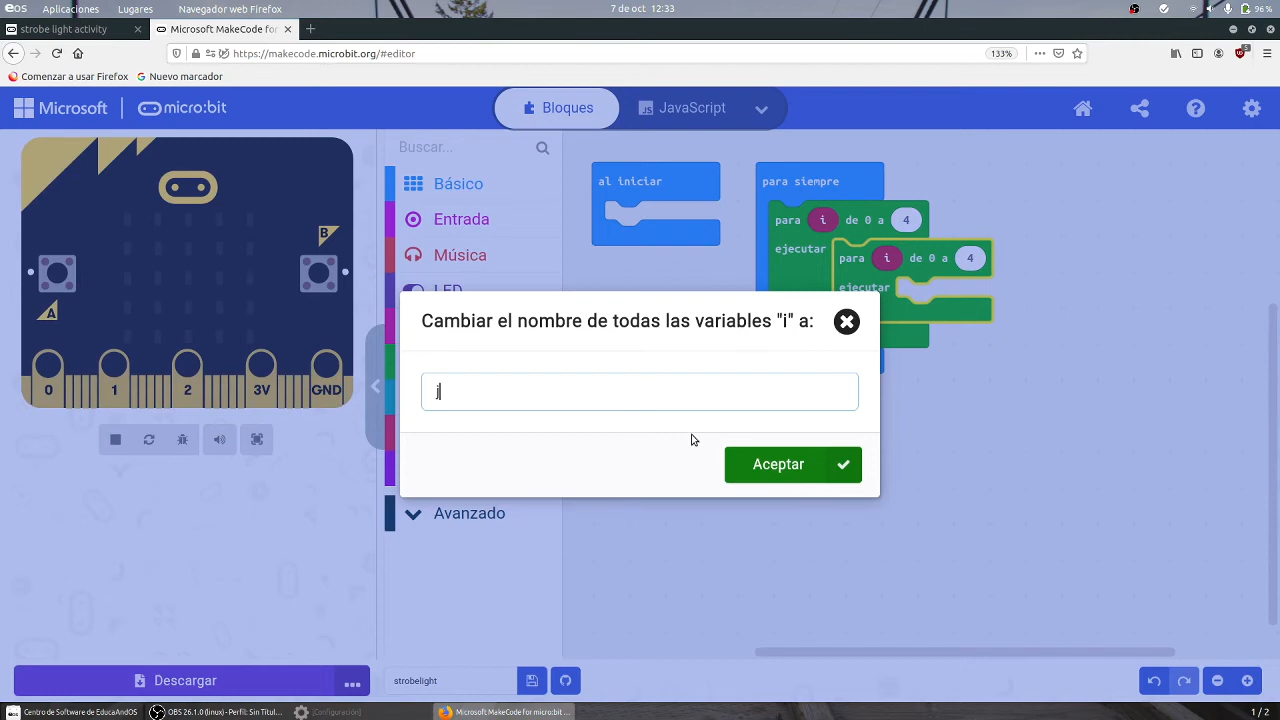 eos Aplicaciones Lugares Navegador web Firefox 7 de oct 12:33 96 %
strobe light activity Microsoft MakeCode for
https://makecode.microbit.org/#editor 133%
Comenzar a usar Firefox Nuevo marcador
Microsoft micro:bit Bloques JavaScript
Buscar...
Básico
Entrada
Música
LED
Avanzado
al iniciar
para siempre
para i de 0 a 4
ejecutar
para i de 0 a 4
ejecutar
B
A
0 1 2 3V GND
Cambiar el nombre de todas las variables "i" a:
j
Aceptar
Descargar ... strobelight
Centro de Software de EducaAndOS OBS 26.1.0 (linux) - Perfil: Sin Títul... [Configuración] Microsoft MakeCode for micro:bit ... 1 / 2